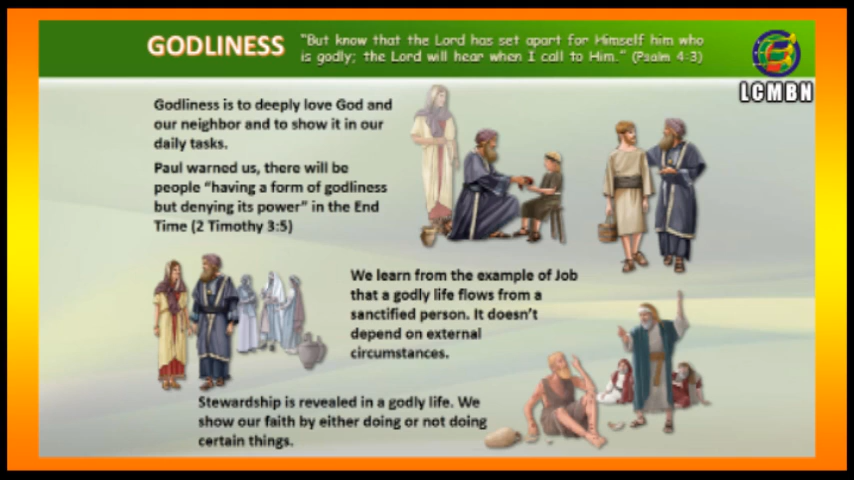 GODLINESS
"But know that the Lord has set apart for Himself him who
is godly; the Lord will hear when I call to Him." (Psalm 4:3)
LCMBN
Godliness is to deeply love God and
our neighbor and to show it in our
daily tasks.
Paul warned us, there will be
people "having a form of godliness
but denying its power" in the End
Time (2 Timothy 3:5)
We learn from the example of Job
that a godly life flows from a
sanctified person. It doesn't
depend on external
circumstances.
Stewardship is revealed in a godly life. We
show our faith by either doing or not doing
certain things.